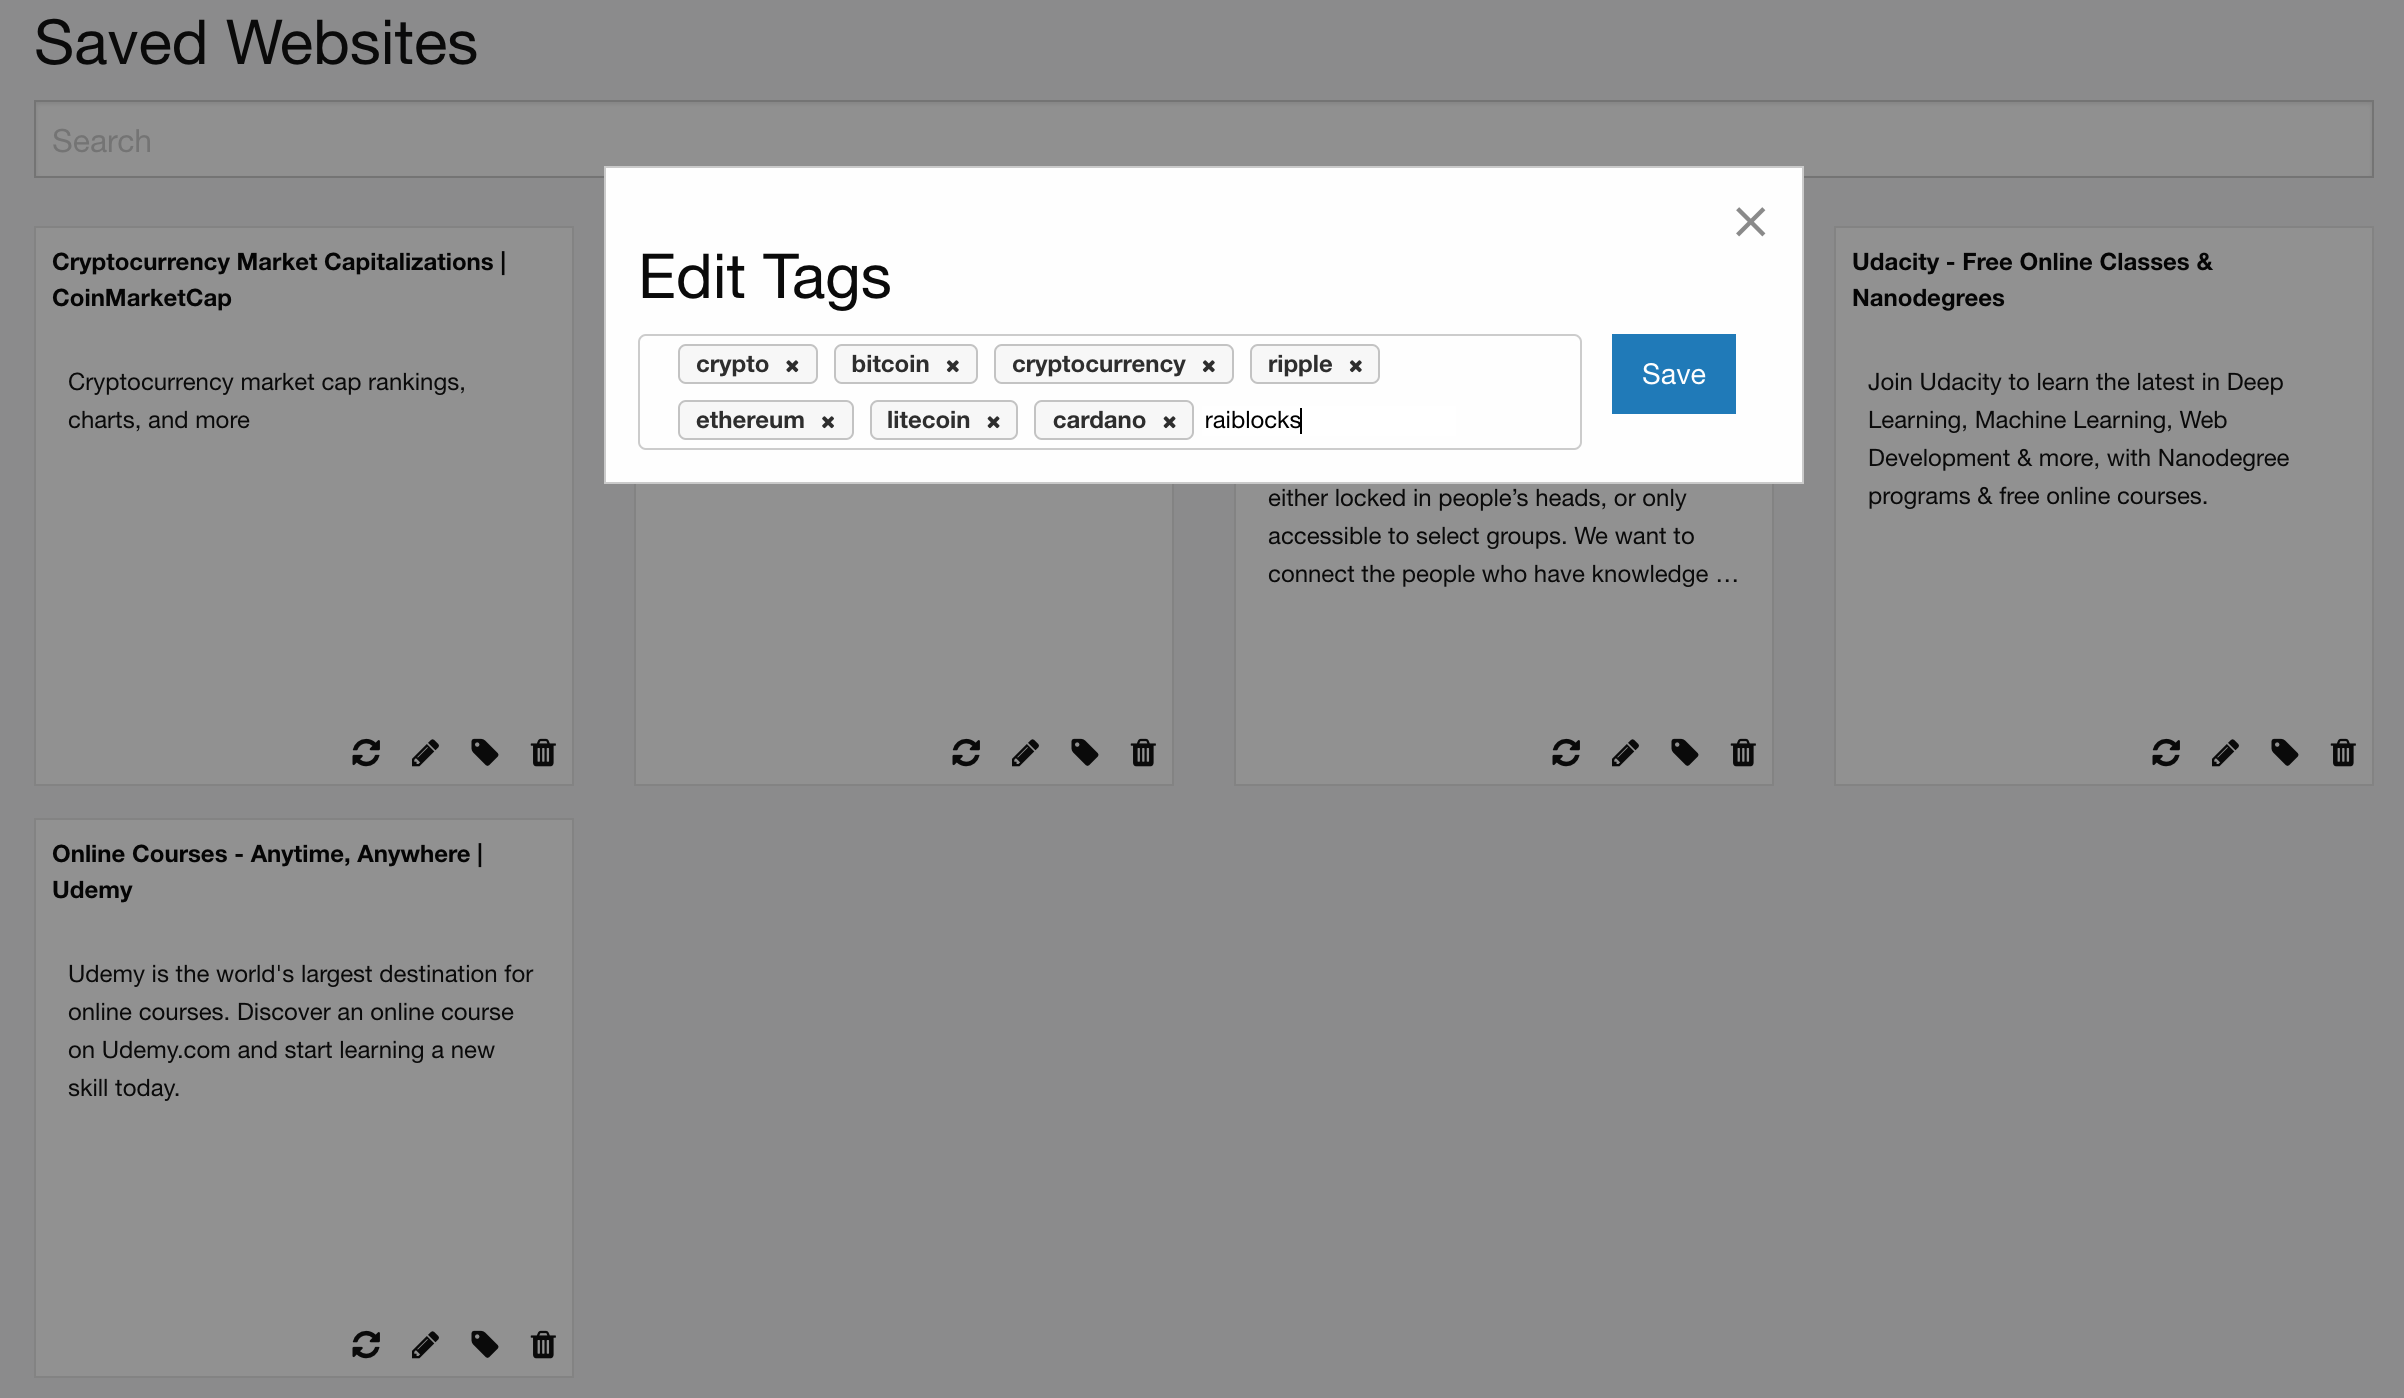 Saved Websites
Search
Edit Tags
crypto × bitcoin × cryptocurrency × ripple ×
ethereum × litecoin × cardano × raiblocks
Save
Cryptocurrency Market Capitalizations |
CoinMarketCap
Cryptocurrency market cap rankings,
charts, and more
either locked in people’s heads, or only
accessible to select groups. We want to
connect the people who have knowledge …
Udacity - Free Online Classes &
Nanodegrees
Join Udacity to learn the latest in Deep
Learning, Machine Learning, Web
Development & more, with Nanodegree
programs & free online courses.
Online Courses - Anytime, Anywhere |
Udemy
Udemy is the world's largest destination for
online courses. Discover an online course
on Udemy.com and start learning a new
skill today.